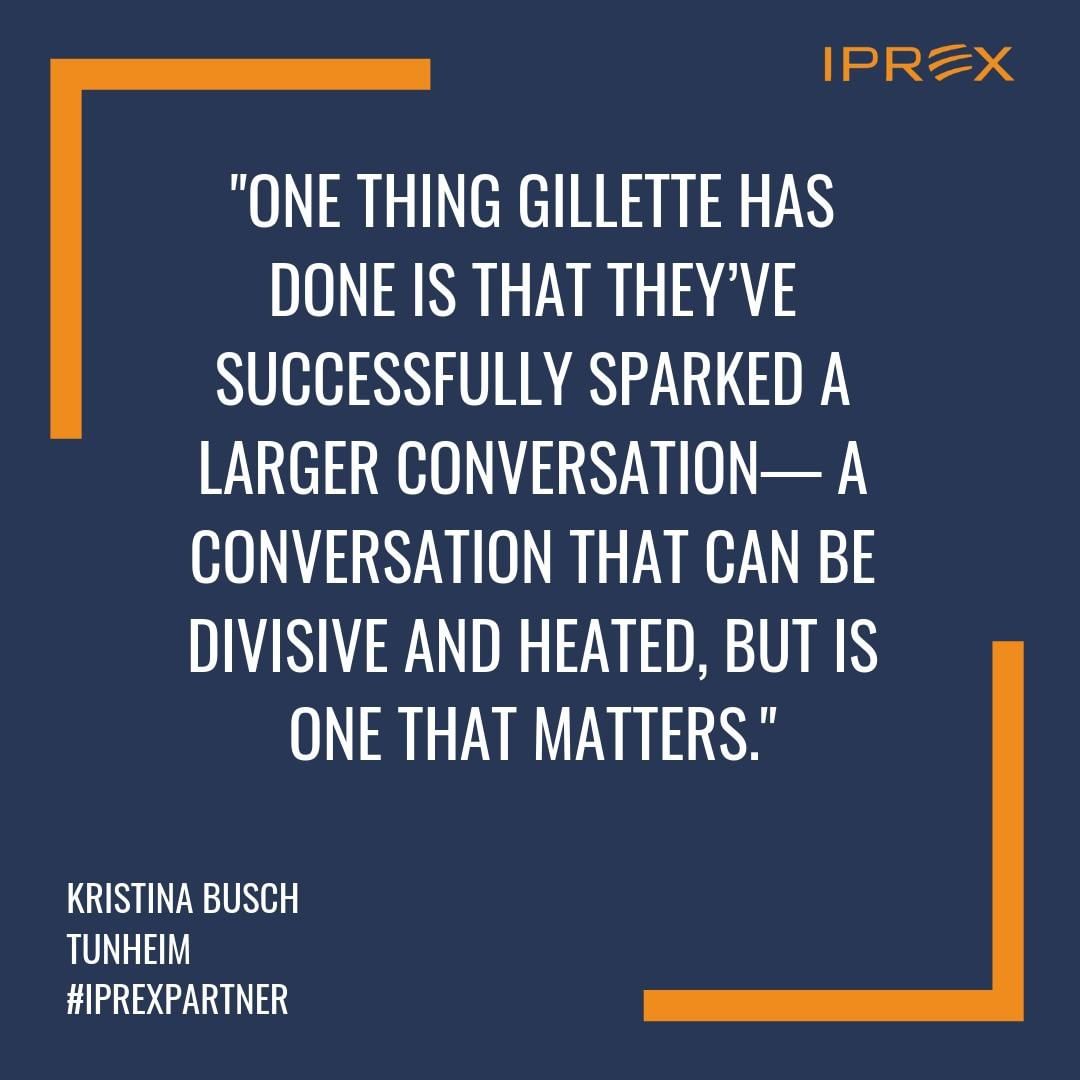 IPREX
"ONE THING GILLETTE HAS
DONE IS THAT THEY’VE
SUCCESSFULLY SPARKED A
LARGER CONVERSATION— A
CONVERSATION THAT CAN BE
DIVISIVE AND HEATED, BUT IS
ONE THAT MATTERS."
KRISTINA BUSCH
TUNHEIM
#IPREXPARTNER